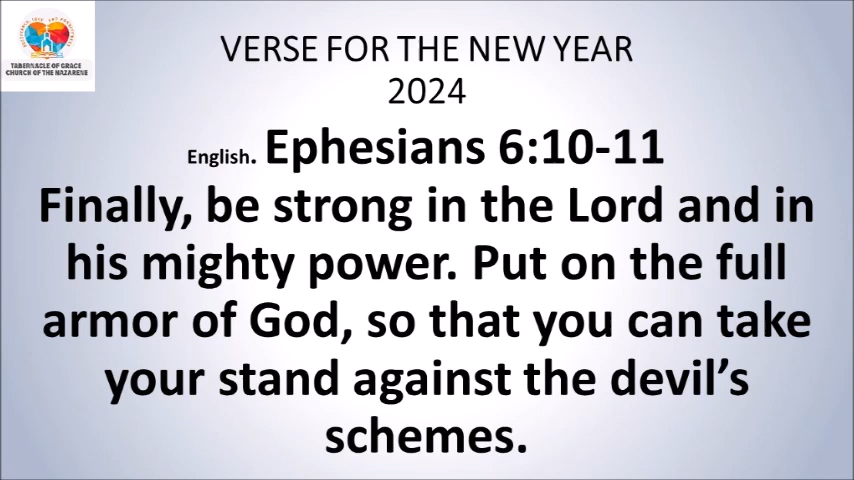 TABERNACLE OF GRACE
CHURCH OF THE NAZARENE
VERSE FOR THE NEW YEAR
2024
English. Ephesians 6:10-11
Finally, be strong in the Lord and in
his mighty power. Put on the full
armor of God, so that you can take
your stand against the devil’s
schemes.